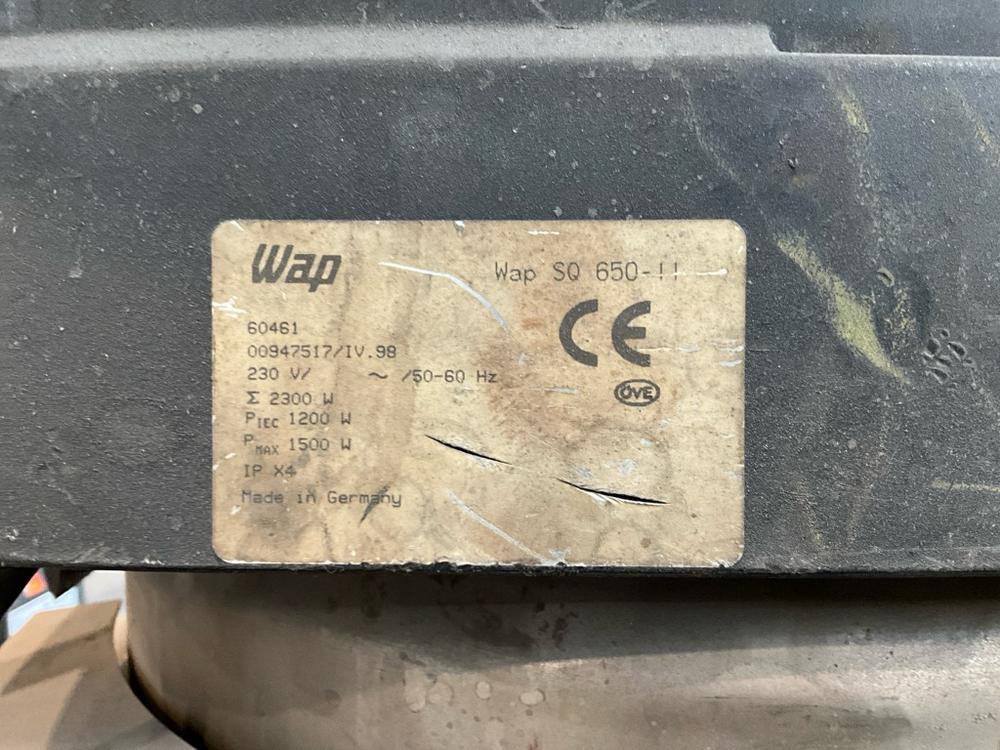 Wap
Wap SQ 650-!!
60461
00947517/IV.98
230 V/ ~ /50-60 Hz
Σ 2300 W
PIEC 1200 W
PMAX 1500 W
IP X4
Made in Germany
CE
ÖVE